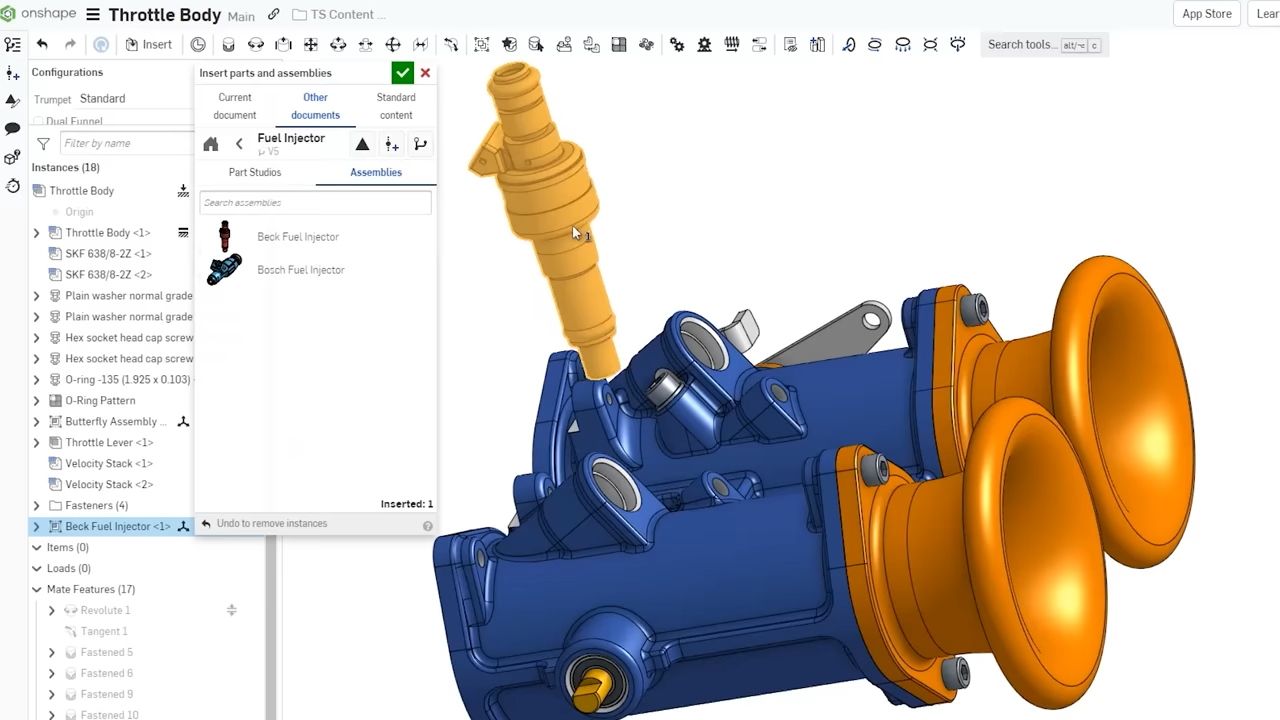 onshape Throttle Body Main TS Content ... App Store Lear
Insert Search tools... alt/⌥ c
Configurations
Trumpet Standard
Dual Funnel
Filter by name
Instances (18)
Throttle Body
Origin
Throttle Body <1>
SKF 638/8-2Z <1>
SKF 638/8-2Z <2>
Plain washer normal grade
Plain washer normal grade
Hex socket head cap screw
Hex socket head cap screw
O-ring -135 (1.925 x 0.103)
O-Ring Pattern
Butterfly Assembly ...
Throttle Lever <1>
Velocity Stack <1>
Velocity Stack <2>
Fasteners (4)
Beck Fuel Injector <1>
Items (0)
Loads (0)
Mate Features (17)
Revolute 1
Tangent 1
Fastened 5
Fastened 6
Fastened 9
Fastened 10
Insert parts and assemblies
Current document
Other documents
Standard content
Fuel Injector
V5
Part Studios Assemblies
Search assemblies
Beck Fuel Injector
Bosch Fuel Injector
Inserted: 1
Undo to remove instances
1